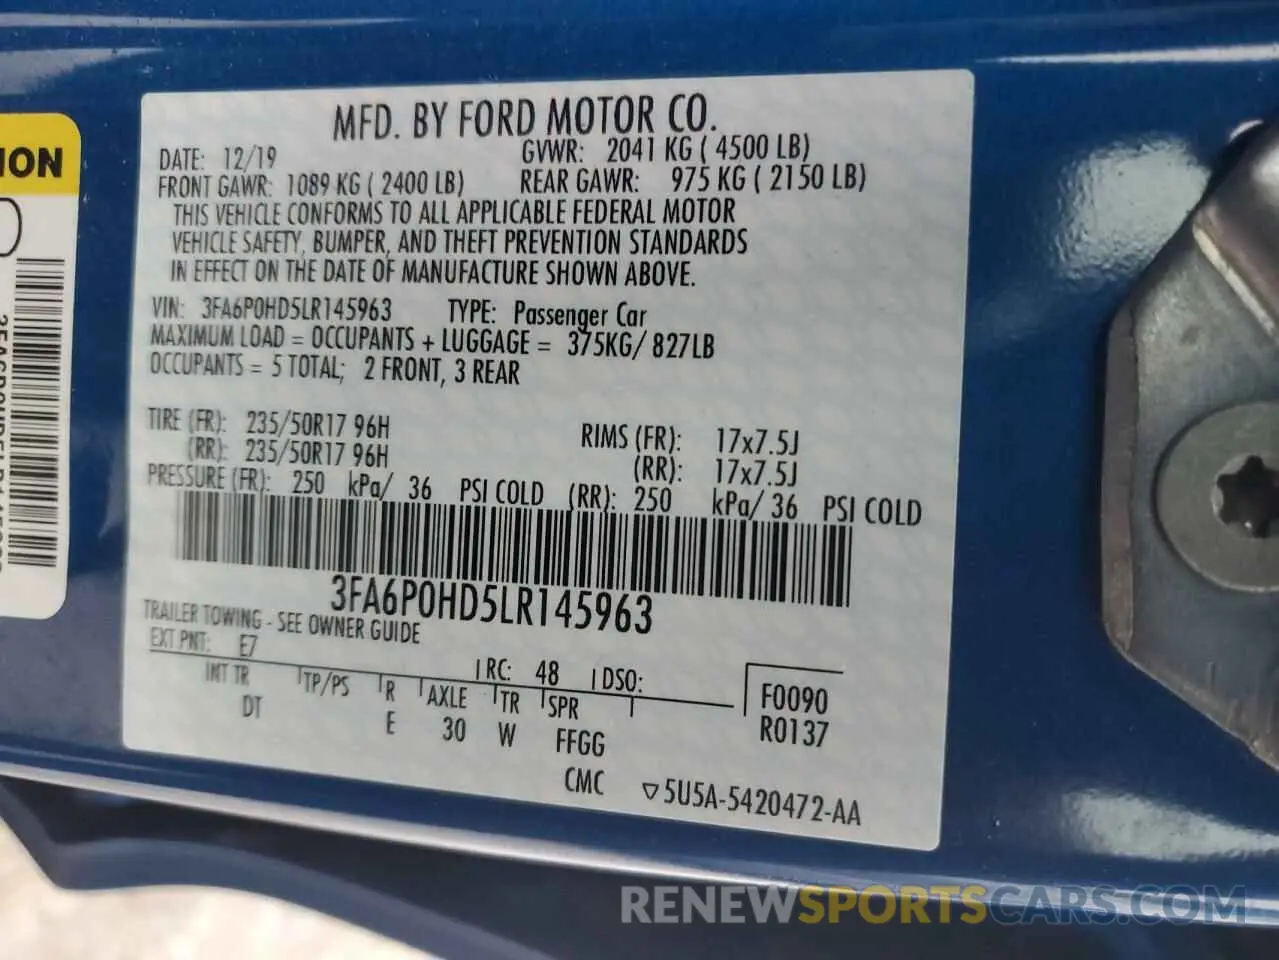 MFD. BY FORD MOTOR CO.
DATE: 12/19 GVWR: 2041 KG ( 4500 LB)
FRONT GAWR: 1089 KG ( 2400 LB) REAR GAWR: 975 KG ( 2150 LB)
THIS VEHICLE CONFORMS TO ALL APPLICABLE FEDERAL MOTOR
VEHICLE SAFETY, BUMPER, AND THEFT PREVENTION STANDARDS
IN EFFECT ON THE DATE OF MANUFACTURE SHOWN ABOVE.
VIN: 3FA6P0HD5LR145963 TYPE: Passenger Car
MAXIMUM LOAD = OCCUPANTS + LUGGAGE = 375KG/ 827LB
OCCUPANTS = 5 TOTAL; 2 FRONT, 3 REAR
TIRE (FR): 235/50R17 96H RIMS (FR): 17x7.5J
(RR): 235/50R17 96H (RR): 17x7.5J
PRESSURE (FR): 250 kPa/ 36 PSI COLD (RR): 250 kPa/ 36 PSI COLD
3FA6P0HD5LR145963
TRAILER TOWING - SEE OWNER GUIDE
EXT PNT: E7 RC: 48 DSO:
INT TR TP/PS R AXLE TR SPR F0090
DT E 30 W FFGG R0137
CMC ▽5U5A-5420472-AA
ION
RENEWSPORTSCARS.COM